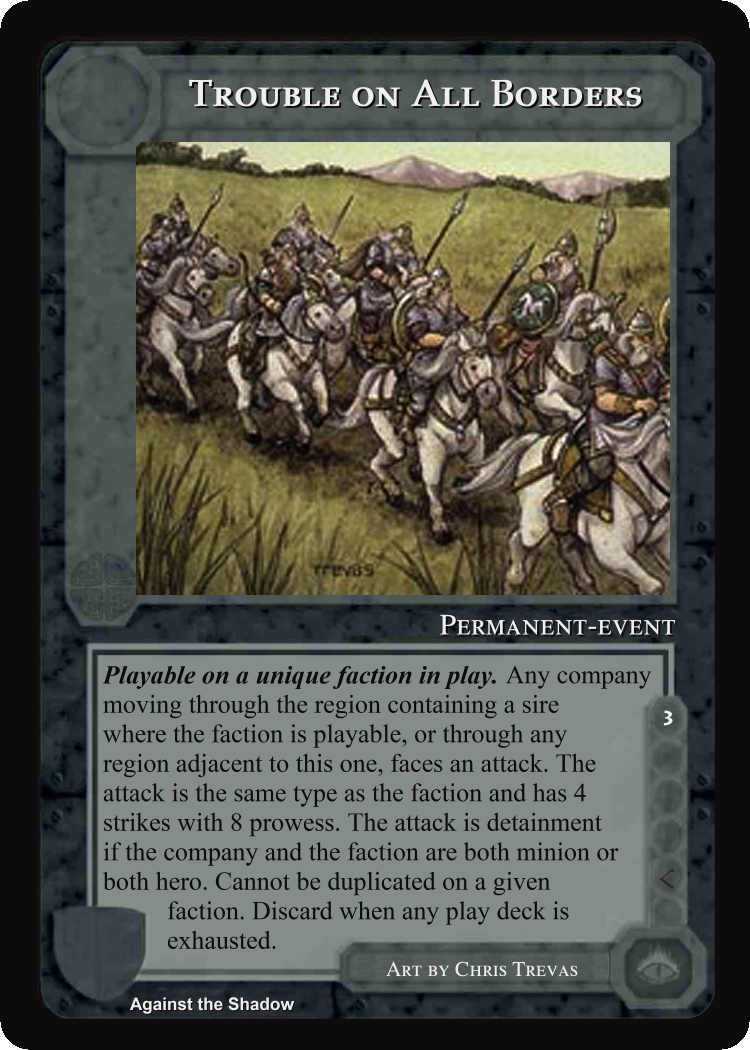 Trouble on All Borders
TREVAS
Permanent-event
Playable on a unique faction in play. Any company
moving through the region containing a sire
where the faction is playable, or through any
region adjacent to this one, faces an attack. The
attack is the same type as the faction and has 4
strikes with 8 prowess. The attack is detainment
if the company and the faction are both minion or
both hero. Cannot be duplicated on a given
faction. Discard when any play deck is
exhausted.
3
Art by Chris Trevas
Against the Shadow